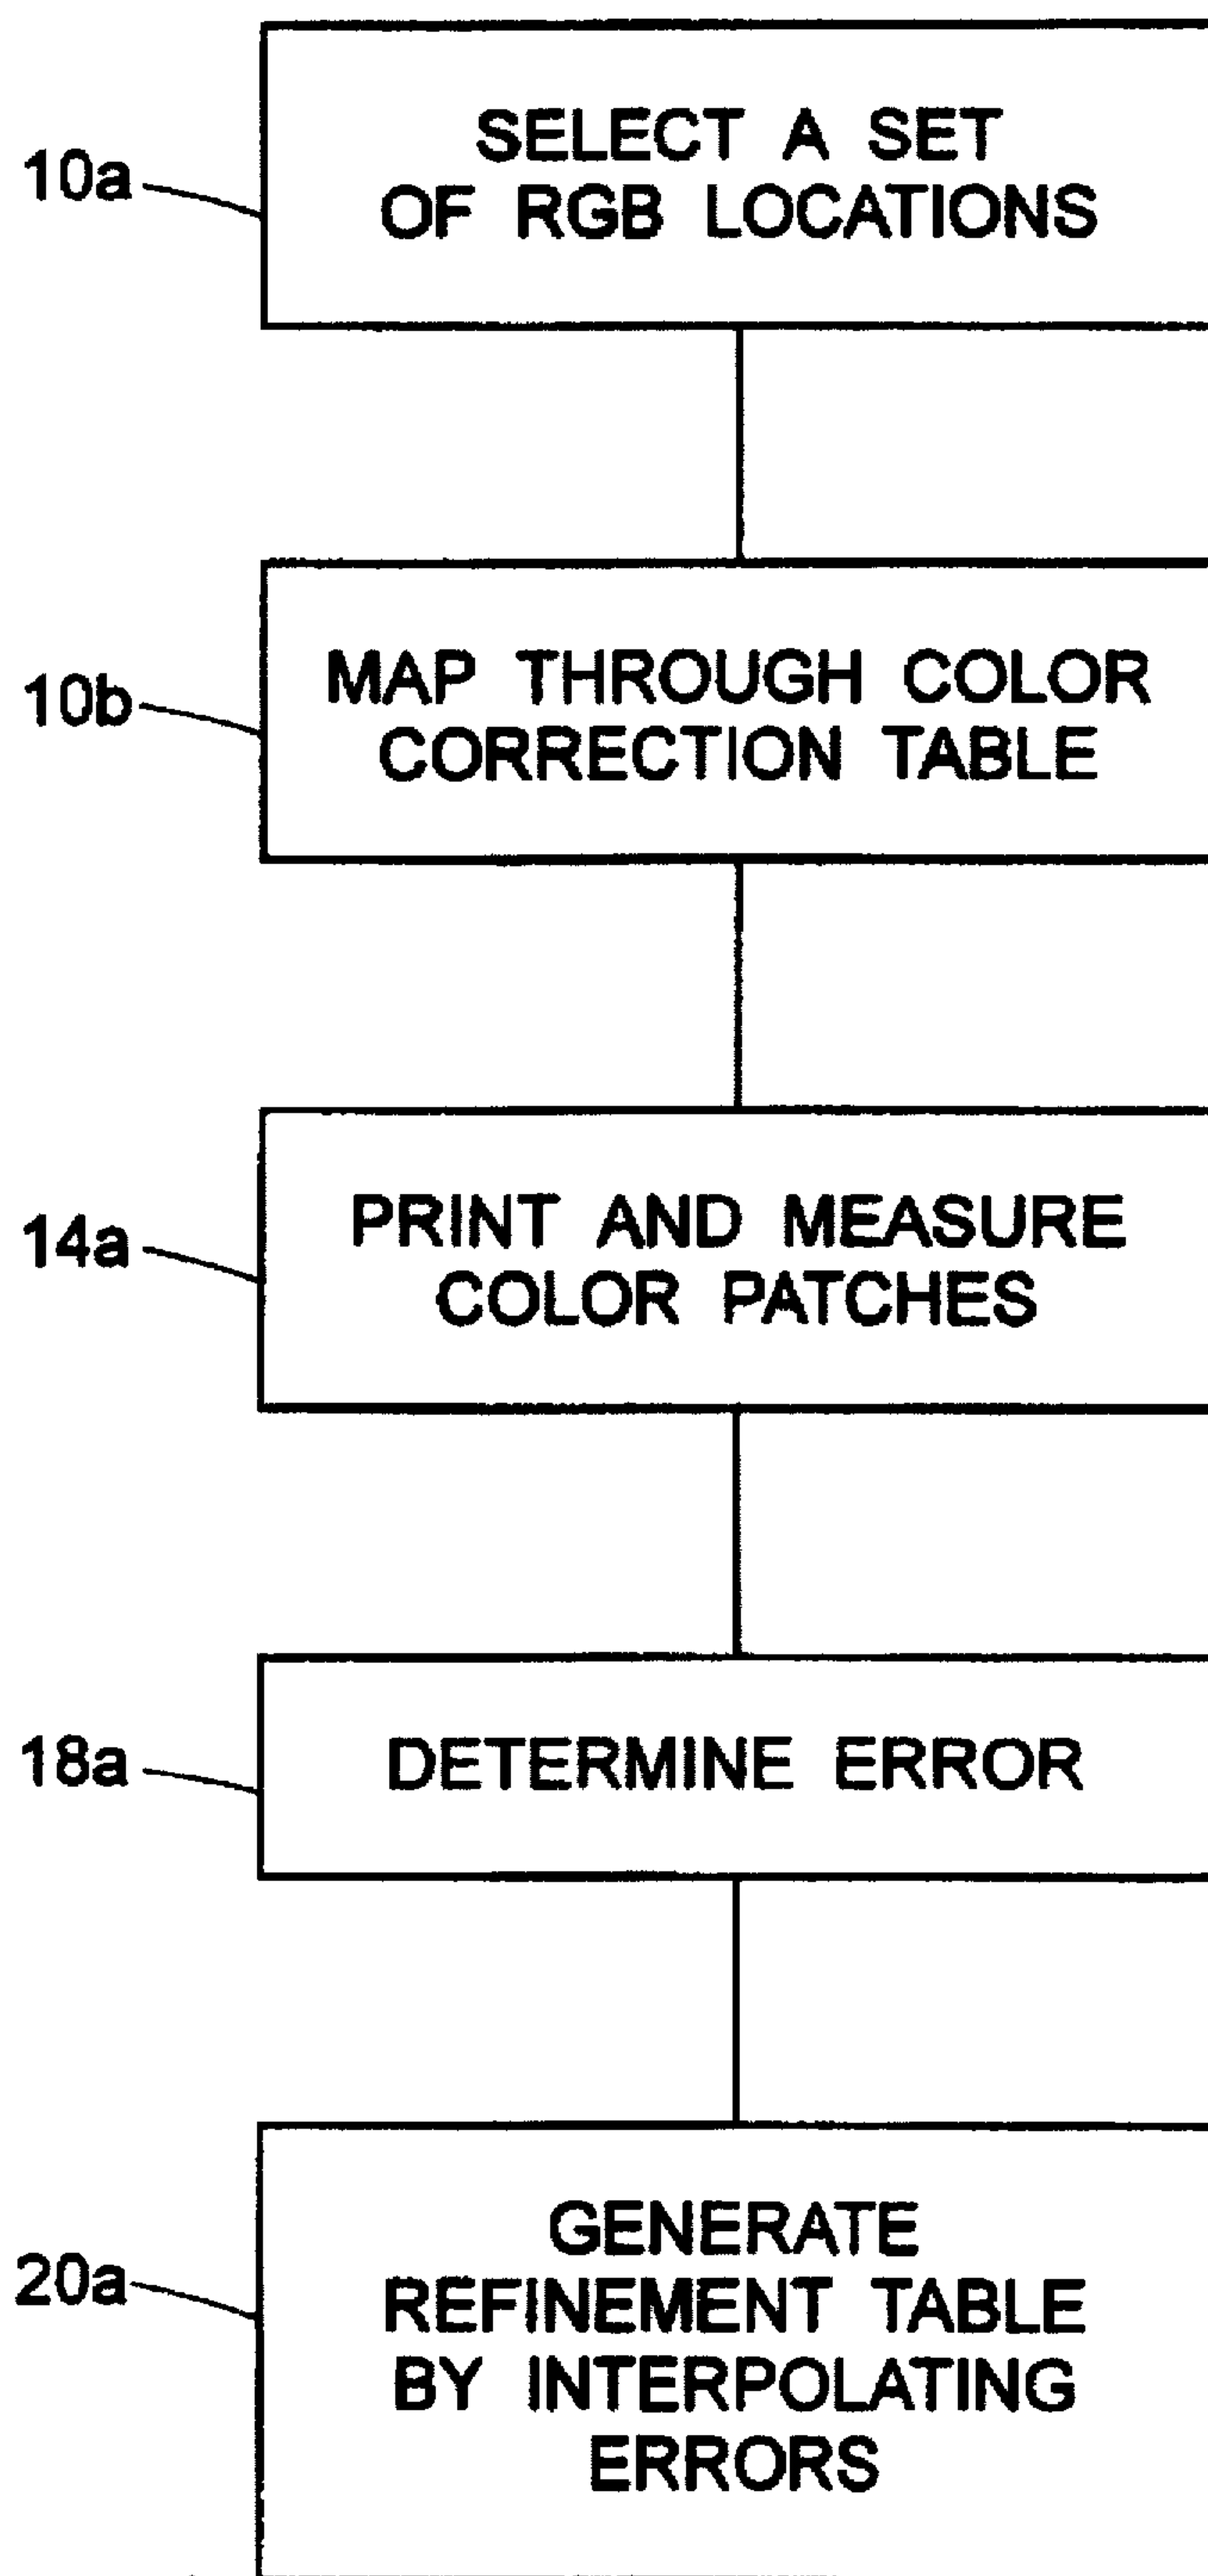 10a
SELECT A SET
OF RGB LOCATIONS
10b
MAP THROUGH COLOR
CORRECTION TABLE
14a
PRINT AND MEASURE
COLOR PATCHES
18a
DETERMINE ERROR
20a
GENERATE
REFINEMENT TABLE
BY INTERPOLATING
ERRORS